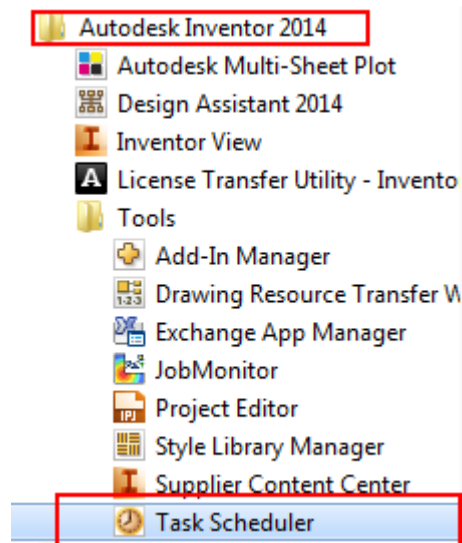 Autodesk Inventor 2014
Autodesk Multi-Sheet Plot
Design Assistant 2014
Inventor View
License Transfer Utility - Invento
Tools
Add-In Manager
Drawing Resource Transfer W
Exchange App Manager
JobMonitor
Project Editor
Style Library Manager
Supplier Content Center
Task Scheduler